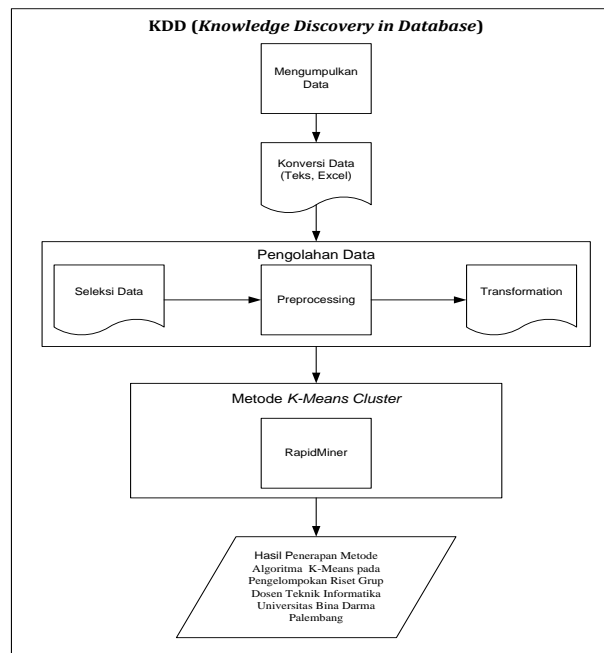 KDD (Knowledge Discovery in Database)
Mengumpulkan
Data
Konversi Data
(Teks, Excel)
Pengolahan Data
Seleksi Data
Preprocessing
Transformation
Metode K-Means Cluster
RapidMiner
Hasil Penerapan Metode
Algoritma K-Means pada
Pengelompokan Riset Grup
Dosen Teknik Informatika
Universitas Bina Darma
Palembang